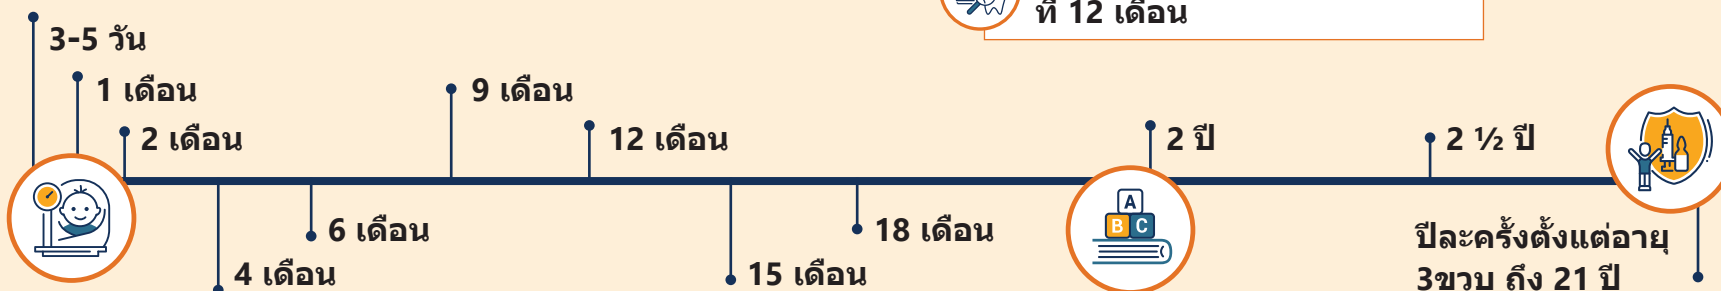 ที่ 12 เดือน
3-5 วัน
1 เดือน
2 เดือน
4 เดือน
6 เดือน
9 เดือน
12 เดือน
15 เดือน
18 เดือน
2 ปี
A
B C
2 ½ ปี
ปีละครั้งตั้งแต่อายุ
3ขวบ ถึง 21 ปี